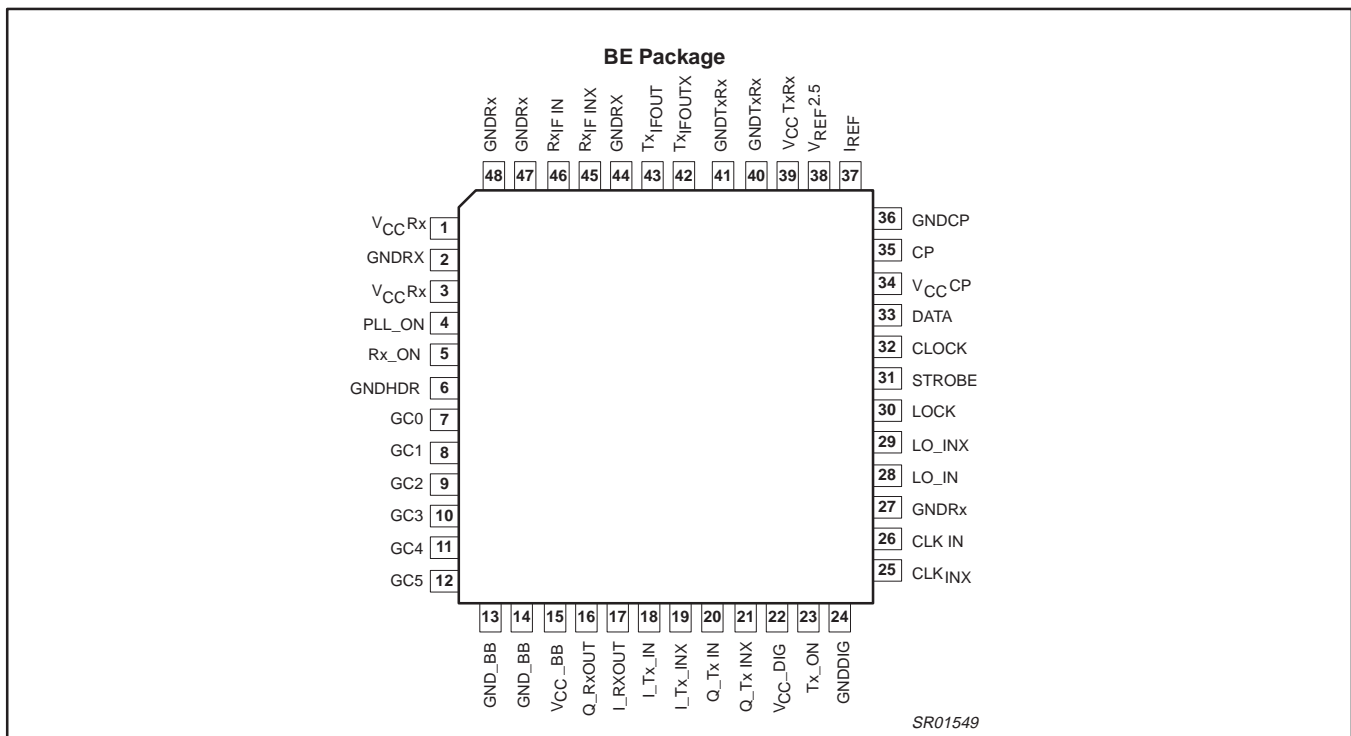 BE Package
GNDRx
GNDRx
RxIF IN
RxIF INX
GNDRX
TxIFOUT
TxIFOUTX
GNDTxRx
GNDTxRx
VCC TxRx
VREF2.5
IREF
48 47 46 45 44 43 42 41 40 39 38 37
VCCRx 1
GNDRX 2
VCCRx 3
PLL_ON 4
Rx_ON 5
GNDHDR 6
GC0 7
GC1 8
GC2 9
GC3 10
GC4 11
GC5 12
36 GNDCP
35 CP
34 VCC CP
33 DATA
32 CLOCK
31 STROBE
30 LOCK
29 LO_INX
28 LO_IN
27 GNDRx
26 CLK IN
25 CLKINX
13 14 15 16 17 18 19 20 21 22 23 24
GND_BB
GND_BB
VCC_BB
Q_RxOUT
I_RXOUT
I_Tx_IN
I_Tx_INX
Q_Tx IN
Q_Tx INX
VCC_DIG
Tx_ON
GNDDIG
SR01549